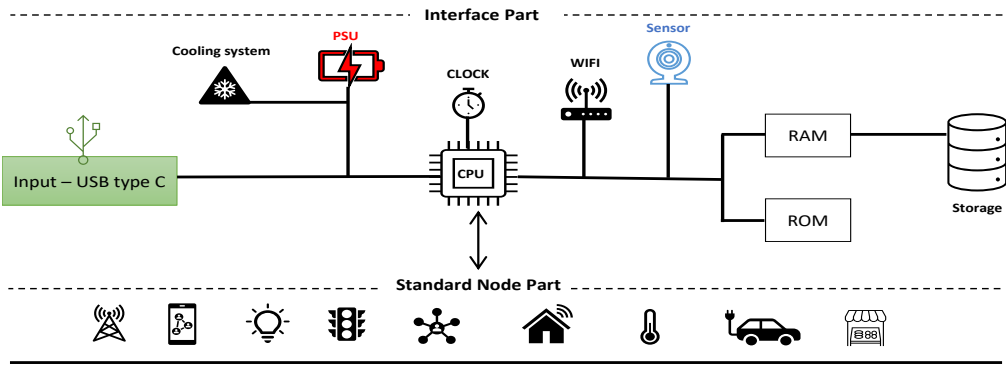 Interface Part
PSU
Sensor
Cooling system
CLOCK
WIFI
Input – USB type C
CPU
RAM
ROM
Storage
Standard Node Part